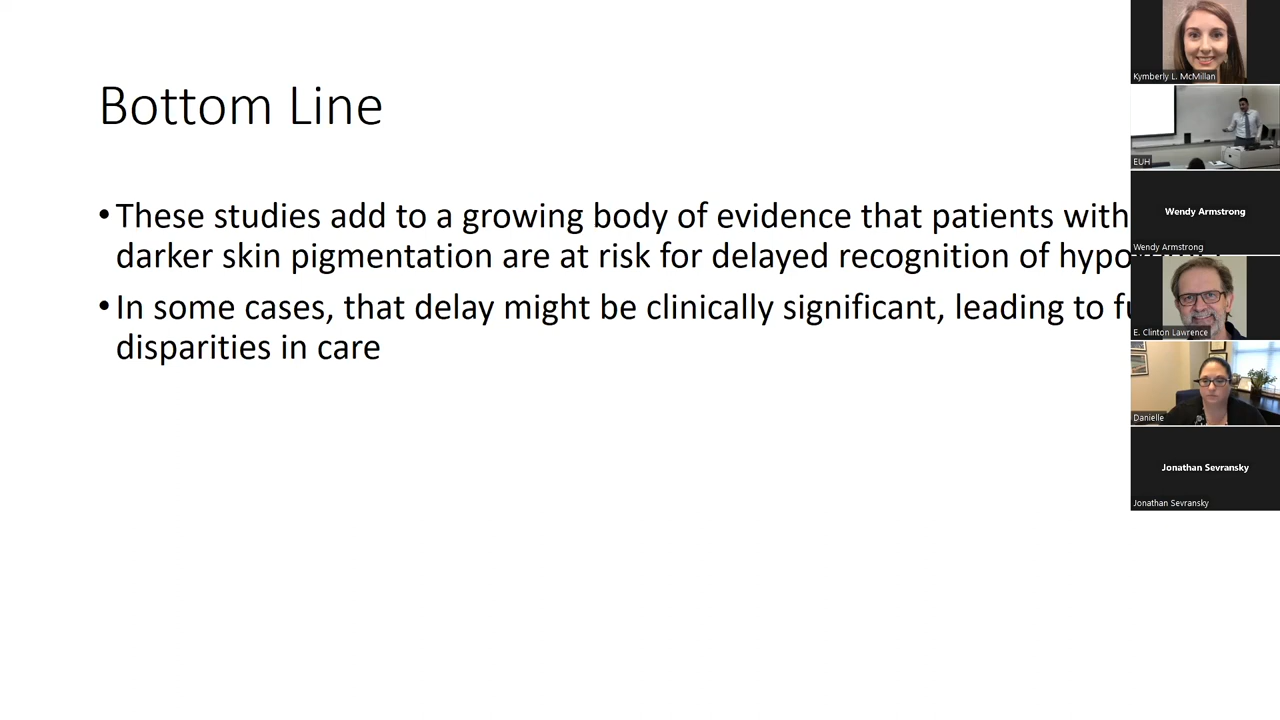 Bottom Line
• These studies add to a growing body of evidence that patients with
darker skin pigmentation are at risk for delayed recognition of
• In some cases, that delay might be clinically significant, leading to
disparities in care
Kymberly L. McMillan
EUH
Wendy Armstrong
Wendy Armstrong
E. Clinton Lawrence
Danielle
Jonathan Sevransky
Jonathan Sevransky